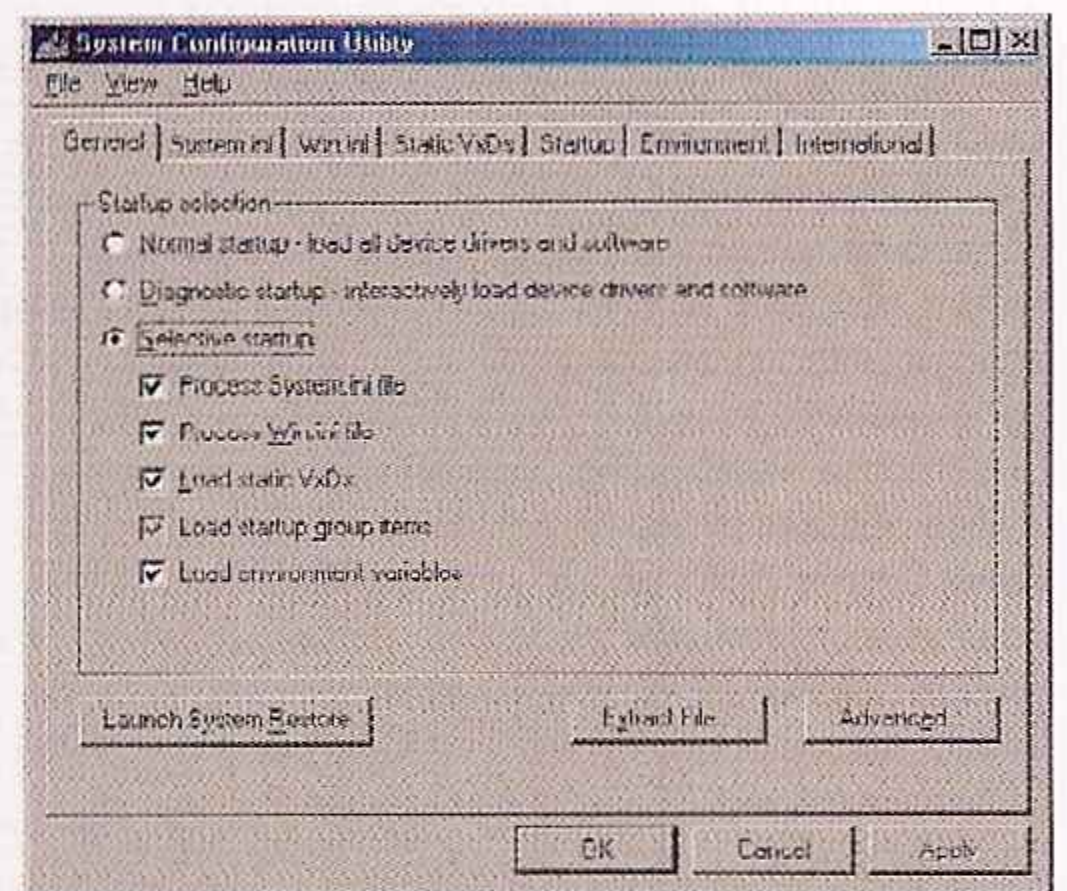 System Configuration Utility
File View Help
General System.ini Win.ini Static VxDs Startup Environment International
Startup selection
Normal startup - load all device drivers and software
Diagnostic startup - interactively load device drivers and software
Selective startup
Process System.ini file
Process Win.ini file
Load static VxDs
Load startup group items
Load environment variables
Launch System Restore
Extract File
Advanced
OK
Cancel
Apply